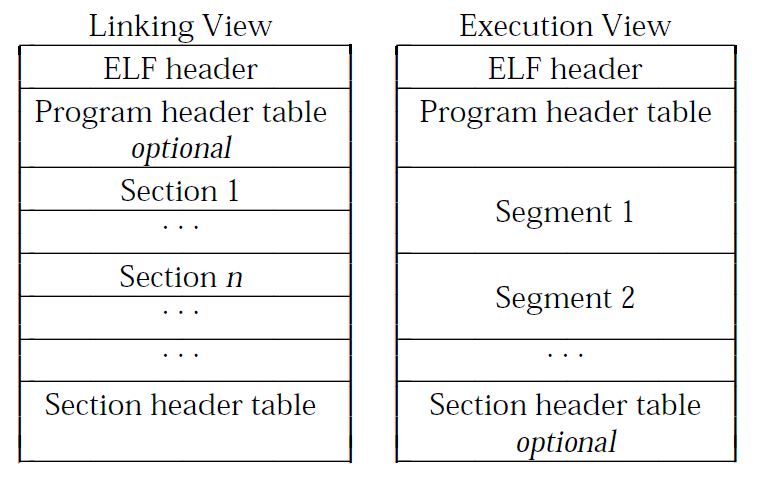 Linking View
ELF header
Program header table
optional
Section 1
. . .
Section n
. . .
. . .
Section header table
Execution View
ELF header
Program header table
Segment 1
Segment 2
. . .
Section header table
optional